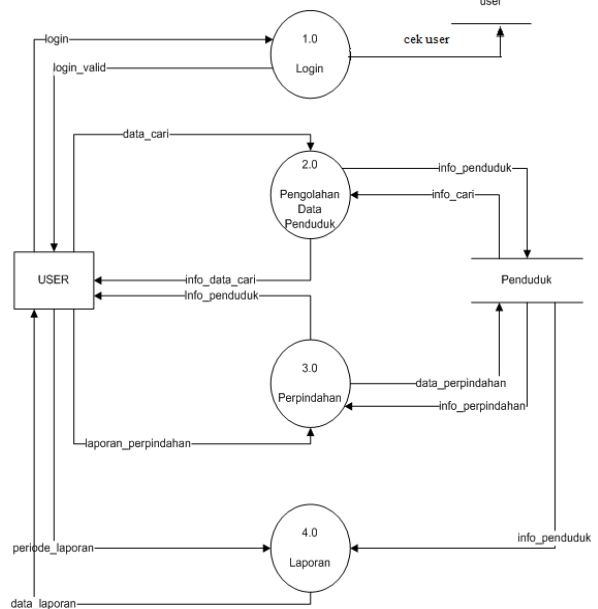 user
1.0
login
cek user
Login
login_valid
data_cari
2.0
info_penduduk
Pengolahan
Data
Penduduk
info_cari
USER
info_data_cari
Info_penduduk
Penduduk
3.0
Perpindahan
data_perpindahan
info_perpindahan
laporan_perpindahan
4.0
info_penduduk
periode_laporan
Laporan
data_laporan